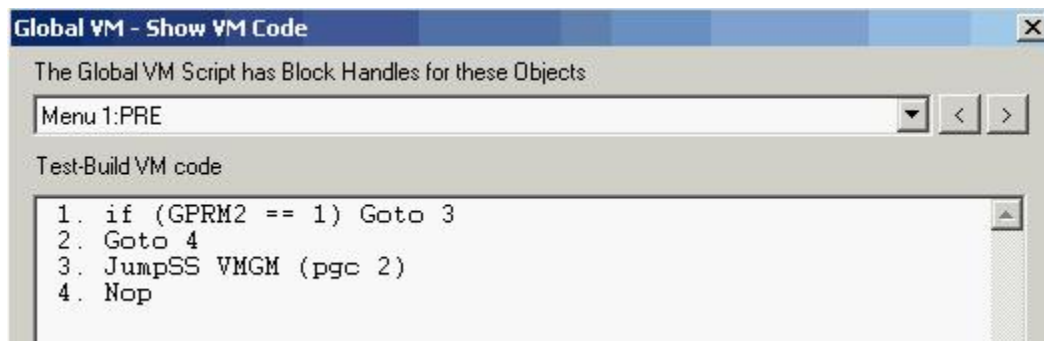 Global VM - Show VM Code
The Global VM Script has Block Handles for these Objects
Menu 1:PRE
< >
Test-Build VM code
1. if (GPRM2 == 1) Goto 3
2. Goto 4
3. JumpSS VMGM (pgc 2)
4. Nop